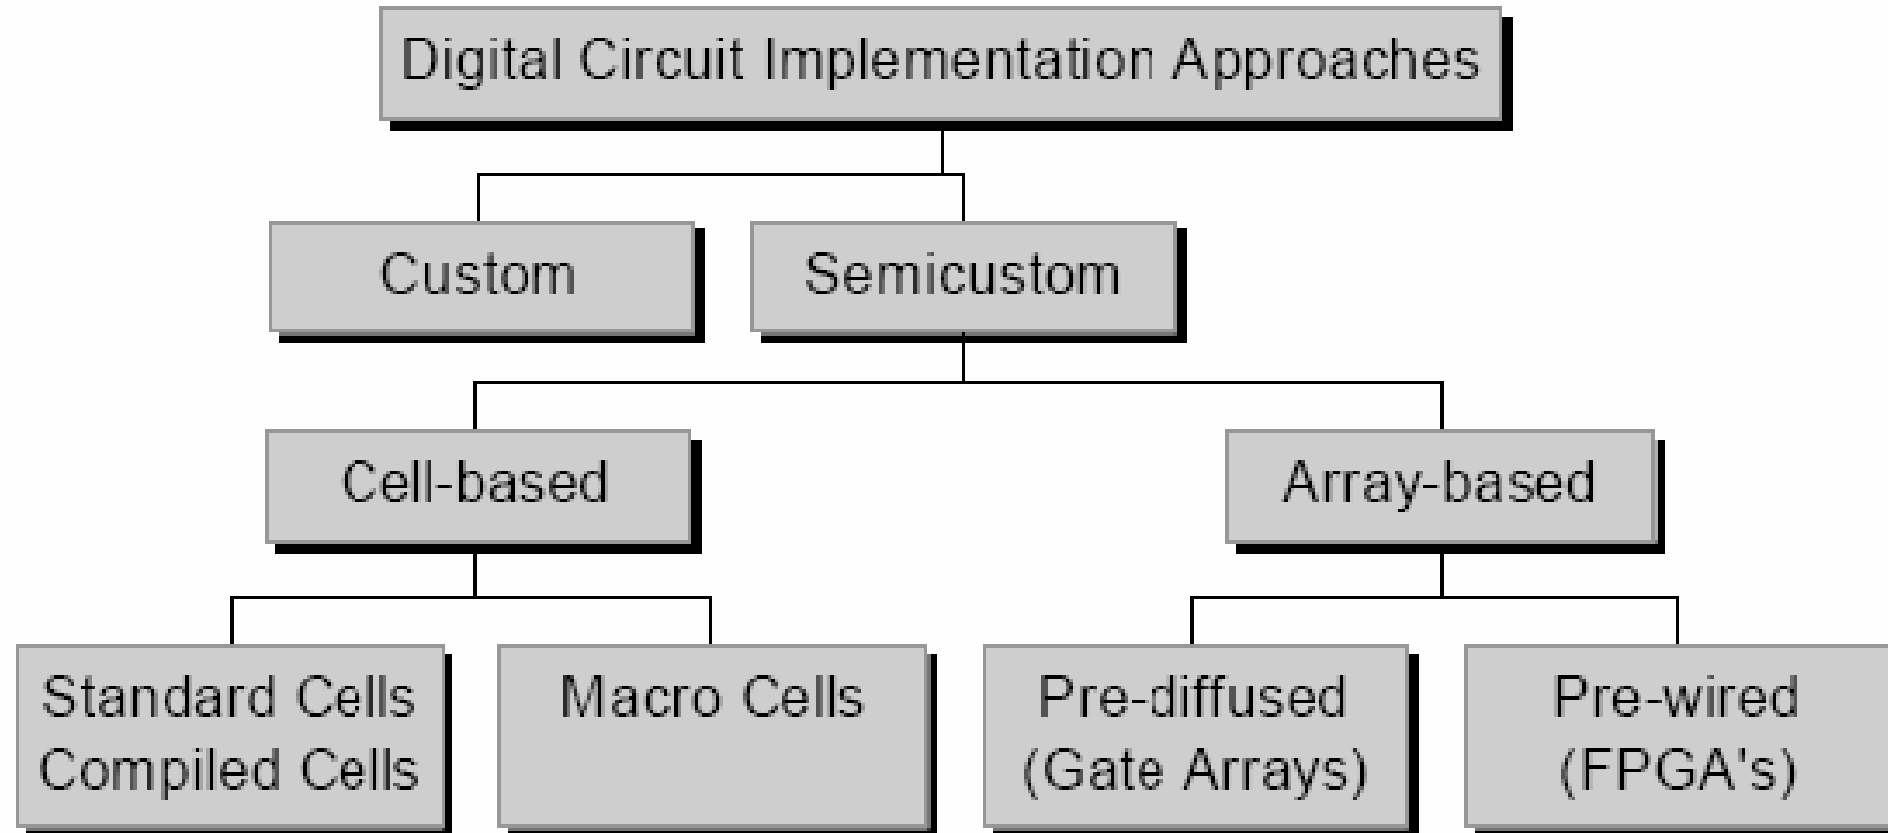 Digital Circuit Implementation Approaches
Custom
Semicustom
Cell-based
Array-based
Standard Cells
Compiled Cells
Macro Cells
Pre-diffused
(Gate Arrays)
Pre-wired
(FPGA's)